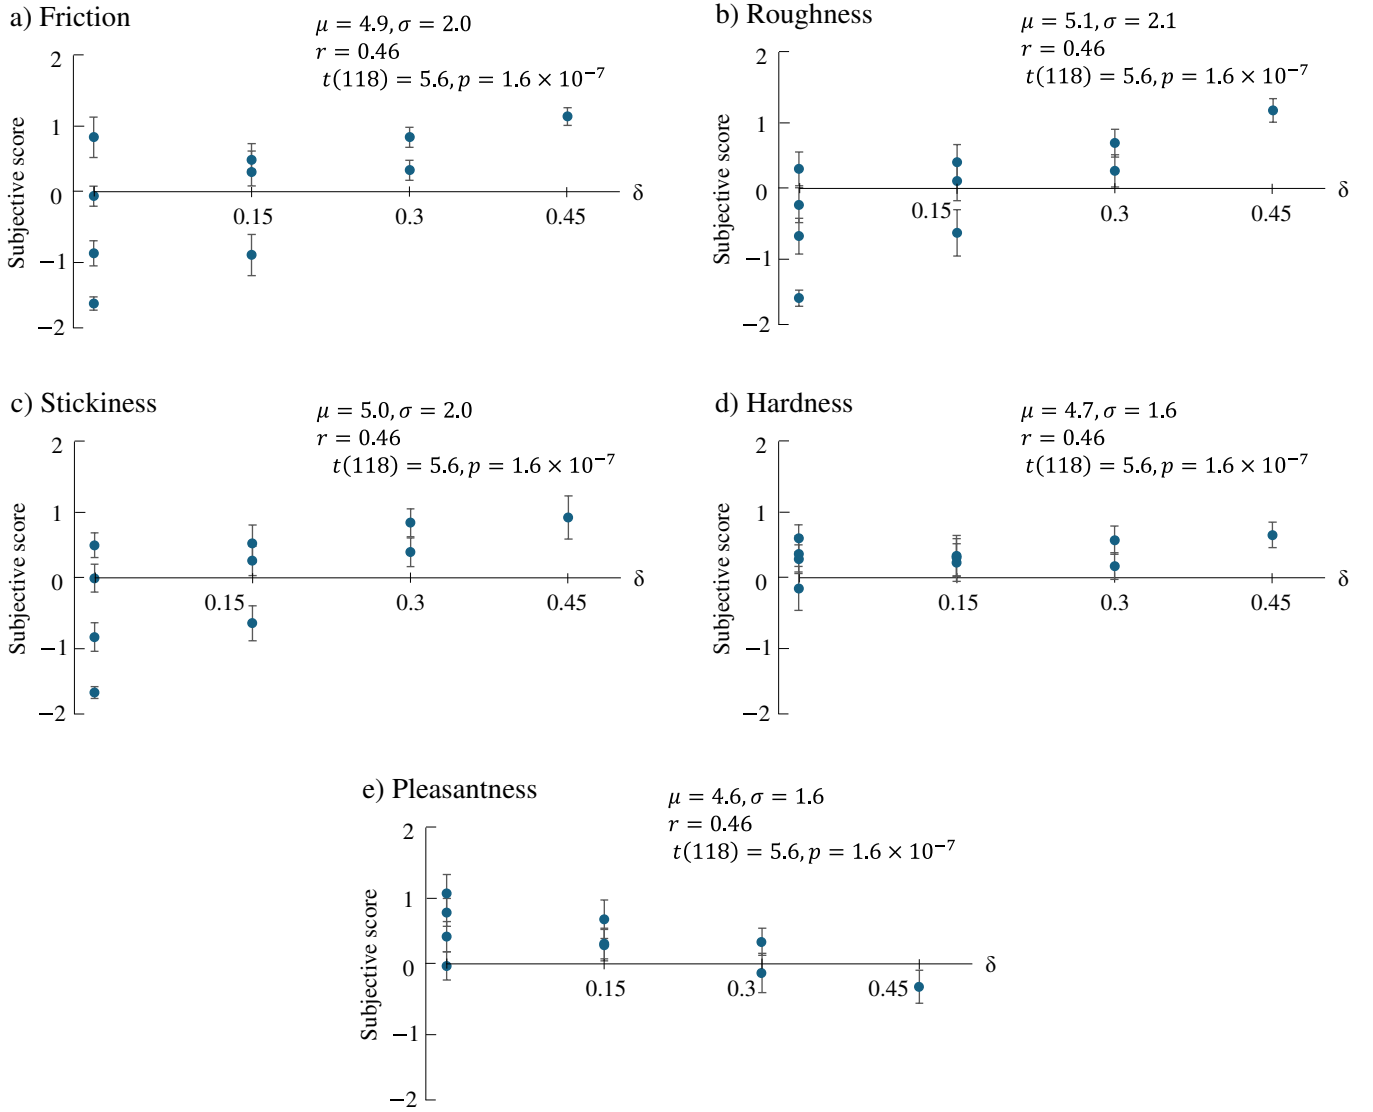 a) Friction
μ = 4.9, σ = 2.0
r = 0.46
t(118) = 5.6, p = 1.6 × 10⁻⁷
Subjective score
2
1
0
−1
−2
0.15
0.3
0.45
δ
b) Roughness
μ = 5.1, σ = 2.1
r = 0.46
t(118) = 5.6, p = 1.6 × 10⁻⁷
Subjective score
2
1
0
−1
−2
0.15
0.3
0.45
δ
c) Stickiness
μ = 5.0, σ = 2.0
r = 0.46
t(118) = 5.6, p = 1.6 × 10⁻⁷
Subjective score
2
1
0
−1
−2
0.15
0.3
0.45
δ
d) Hardness
μ = 4.7, σ = 1.6
r = 0.46
t(118) = 5.6, p = 1.6 × 10⁻⁷
Subjective score
2
1
0
−1
−2
0.15
0.3
0.45
δ
e) Pleasantness
μ = 4.6, σ = 1.6
r = 0.46
t(118) = 5.6, p = 1.6 × 10⁻⁷
Subjective score
2
1
0
−1
−2
0.15
0.3
0.45
δ